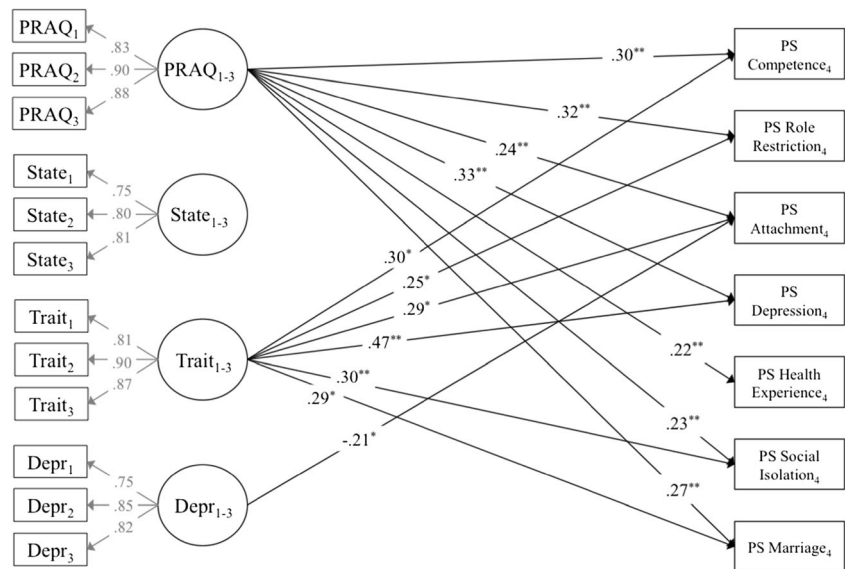 PRAQ₁
PRAQ₂
PRAQ₃
.83
.90
.88
PRAQ₁₋₃
State₁
State₂
State₃
.75
.80
.81
State₁₋₃
Trait₁
Trait₂
Trait₃
.81
.90
.87
Trait₁₋₃
Depr₁
Depr₂
Depr₃
.75
.85
.82
Depr₁₋₃
.30**
.32**
.24**
.33**
.22**
.23**
.27**
.30*
.25*
.29*
.47**
.30**
.29*
-.21*
PS
Competence₄
PS Role
Restriction₄
PS
Attachment₄
PS
Depression₄
PS Health
Experience₄
PS Social
Isolation₄
PS Marriage₄